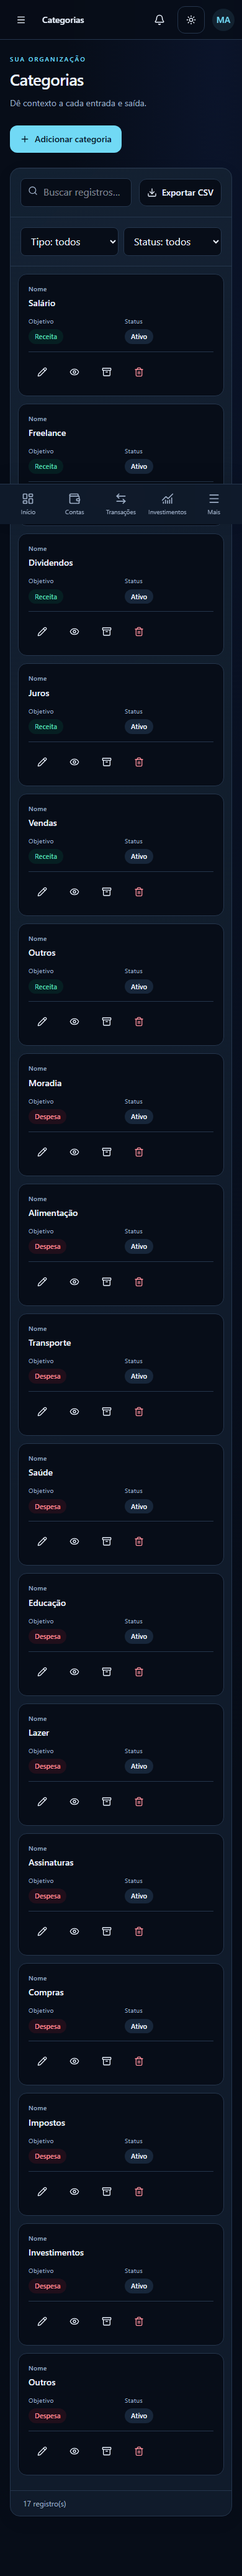 Categorias
MA
SUA ORGANIZAÇÃO
Categorias
Dê contexto a cada entrada e saída.
+ Adicionar categoria
Buscar registros...
Exportar CSV
Tipo: todos
Status: todos
Nome
Salário
Objetivo Status
Receita Ativo
Nome
Freelance
Objetivo Status
Receita Ativo
Início Contas Transações Investimentos Mais
Nome
Dividendos
Objetivo Status
Receita Ativo
Nome
Juros
Objetivo Status
Receita Ativo
Nome
Vendas
Objetivo Status
Receita Ativo
Nome
Outros
Objetivo Status
Receita Ativo
Nome
Moradia
Objetivo Status
Despesa Ativo
Nome
Alimentação
Objetivo Status
Despesa Ativo
Nome
Transporte
Objetivo Status
Despesa Ativo
Nome
Saúde
Objetivo Status
Despesa Ativo
Nome
Educação
Objetivo Status
Despesa Ativo
Nome
Lazer
Objetivo Status
Despesa Ativo
Nome
Assinaturas
Objetivo Status
Despesa Ativo
Nome
Compras
Objetivo Status
Despesa Ativo
Nome
Impostos
Objetivo Status
Despesa Ativo
Nome
Investimentos
Objetivo Status
Despesa Ativo
Nome
Outros
Objetivo Status
Despesa Ativo
17 registro(s)